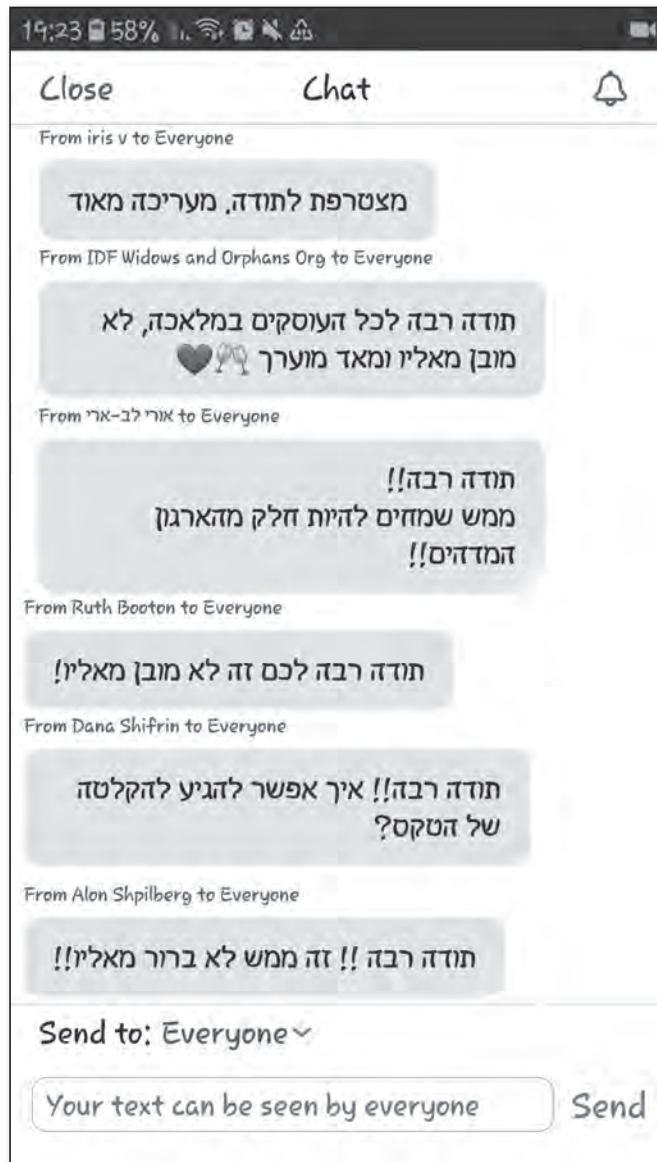 19:23 58%
Close Chat
From iris v to Everyone
מצטרפת לתודה, מעריכה מאוד
From IDF Widows and Orphans Org to Everyone
תודה רבה לכל העוסקים במלאכה, לא
מובן מאליו ומאד מוערך 🥂🖤
From אורי לב-ארי to Everyone
תודה רבה!!
ממש שמחים להיות חלק מהארגון
המדהים!!
From Ruth Booton to Everyone
תודה רבה לכם זה לא מובן מאליו!
From Dana Shifrin to Everyone
תודה רבה!! איך אפשר להגיע להקלטה
של הטקס?
From Alon Shpilberg to Everyone
תודה רבה !! זה ממש לא ברור מאליו!!
Send to: Everyone
Your text can be seen by everyone Send